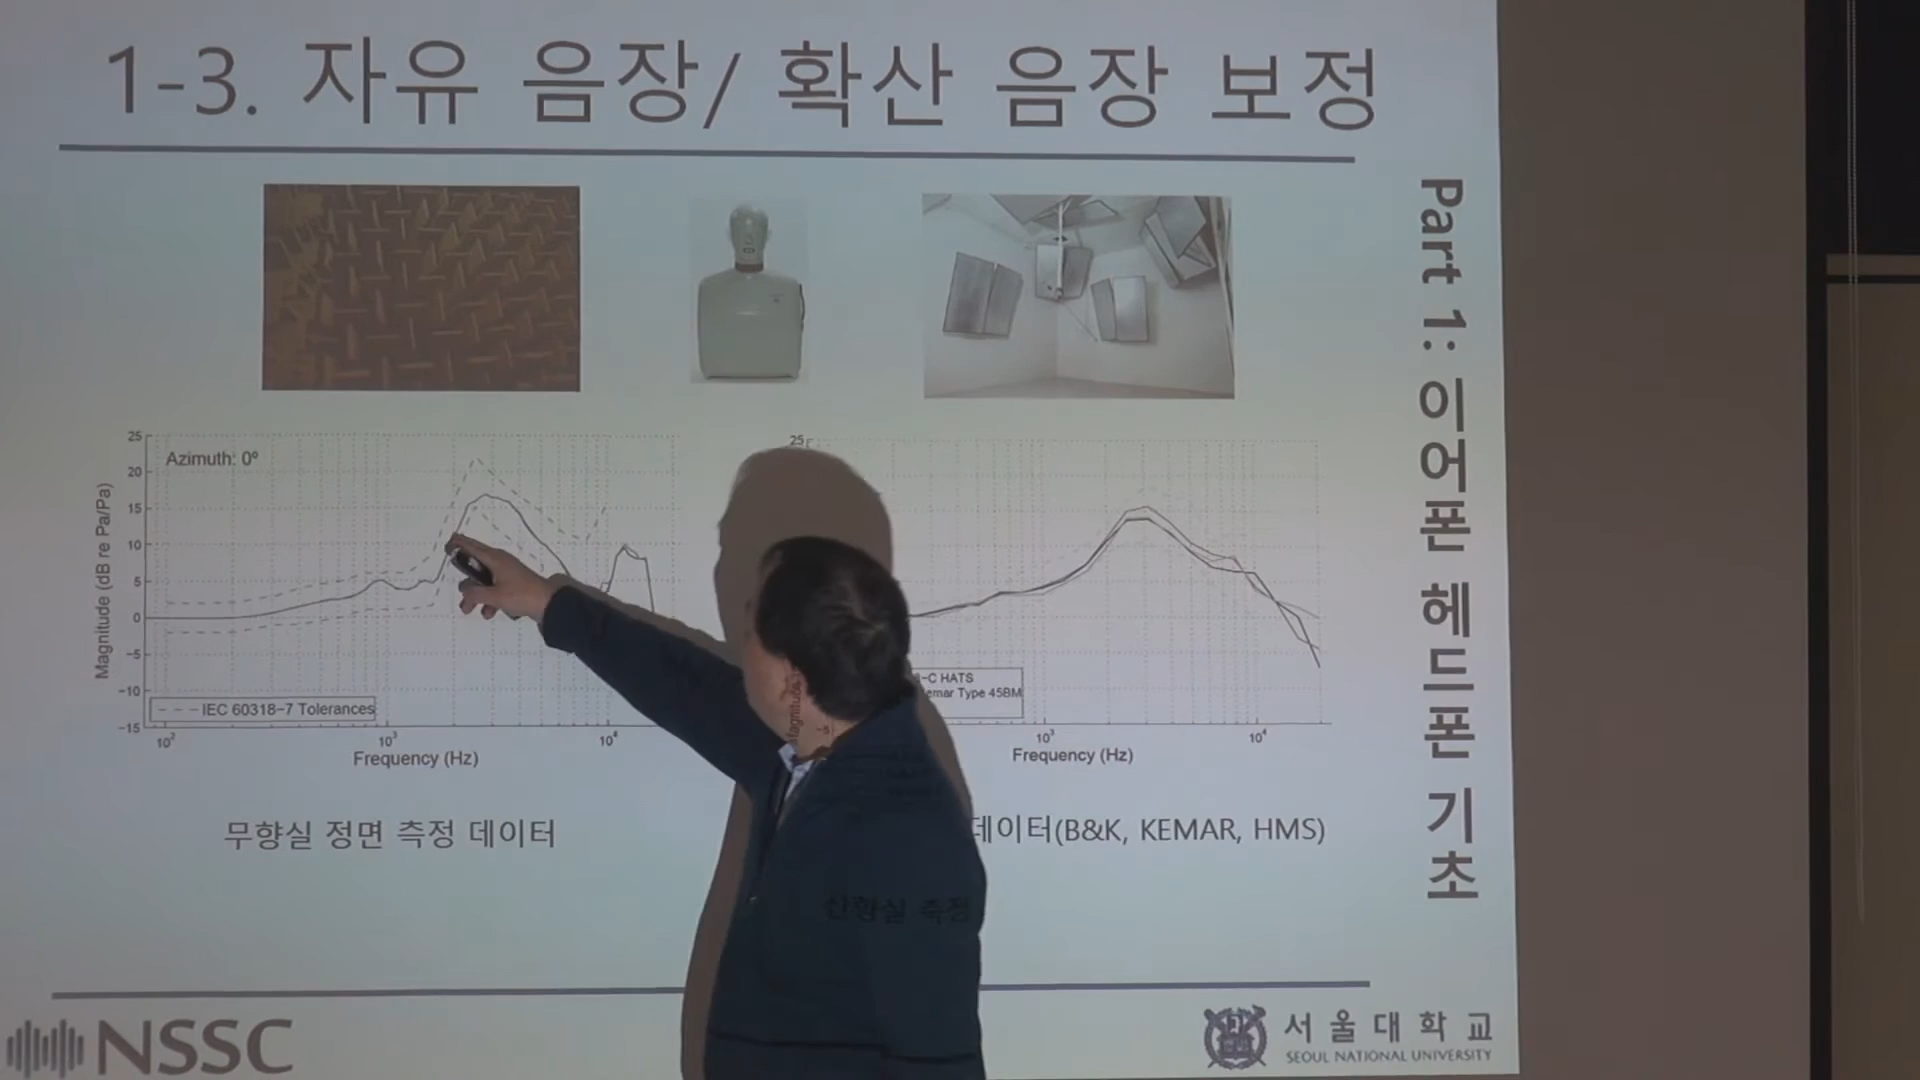 1-3. 자유 음장/ 확산 음장 보정
Part 1: 이어폰 헤드폰 기초
25
20
15
10
5
0
-5
-10
-15
Azimuth: 0º
Magnitude (dB re Pa/Pa)
IEC 60318-7 Tolerances
10² 10³ 10⁴
Frequency (Hz)
무향실 정면 측정 데이터
25
-C HATS
emar Type 45BM
10³ 10⁴
Frequency (Hz)
데이터(B&K, KEMAR, HMS)
잔향실 측정
NSSC
서울대학교
SEOUL NATIONAL UNIVERSITY